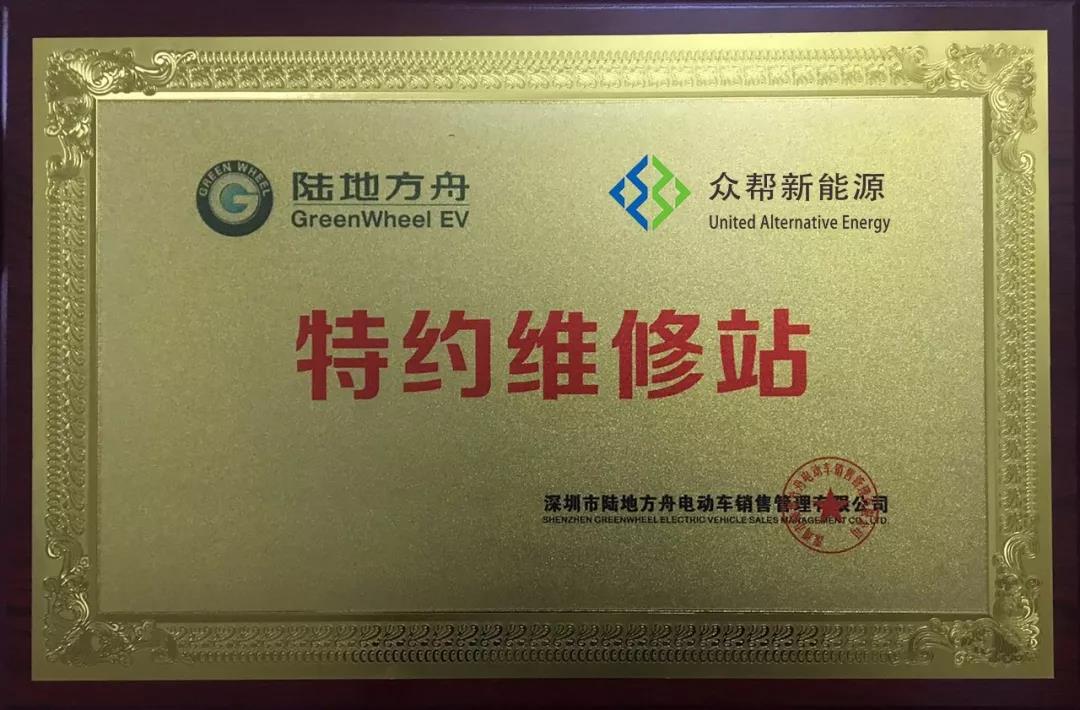 GREEN WHEEL
陆地方舟
GreenWheel EV
众帮新能源
United Alternative Energy
特约维修站
深圳市陆地方舟电动车销售管理有限公司
SHENZHEN GREENWHEEL ELECTRIC VEHICLE SALES MANAGEMENT CO., LTD.